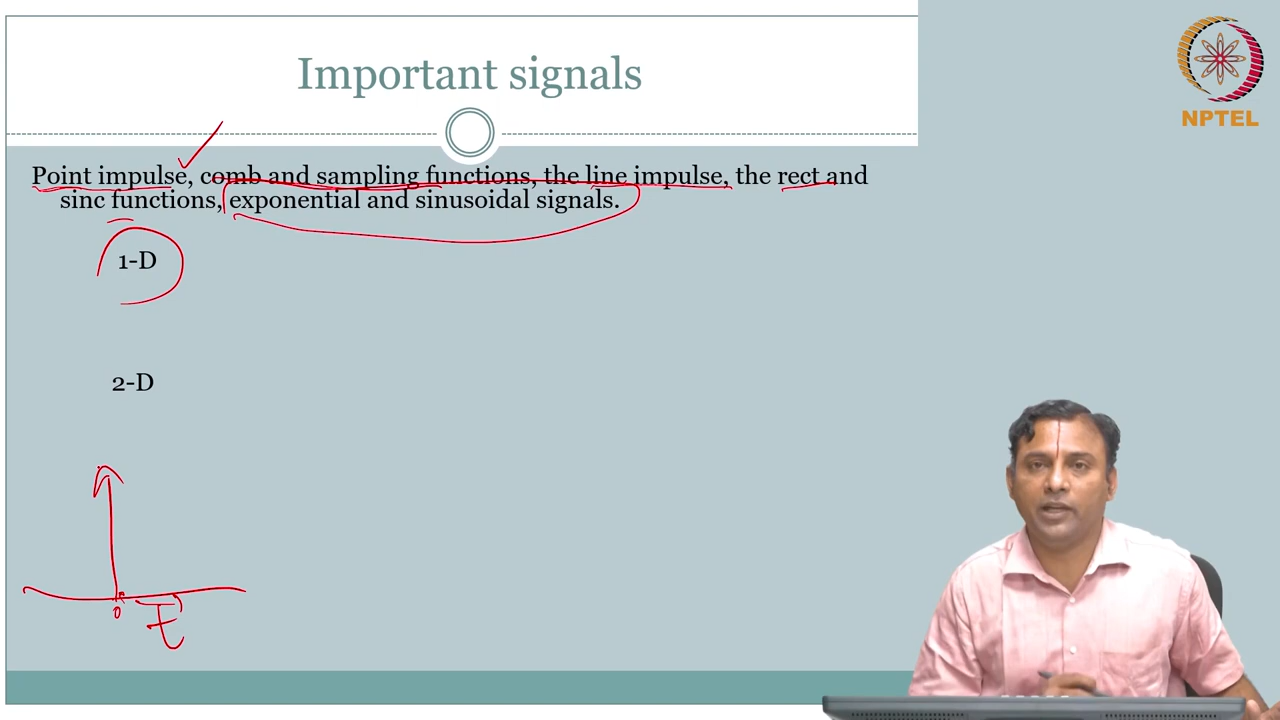 Important signals
NPTEL
Point impulse, comb and sampling functions, the line impulse, the rect and
sinc functions, exponential and sinusoidal signals.
1-D
2-D
0
t